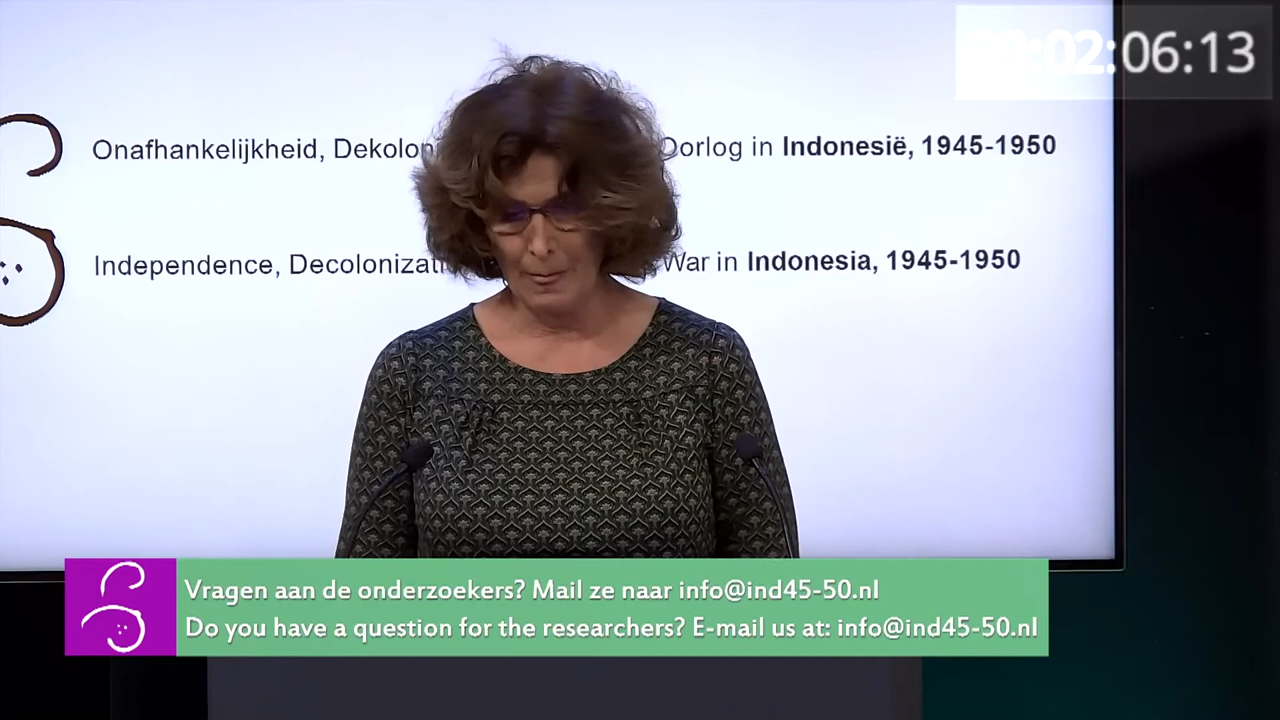 :02:06:13
Onafhankelijkheid, Oorlog in Indonesië, 1945-1950
Independence, War in Indonesia, 1945-1950
Vragen aan de onderzoekers? Mail ze naar info@ind45-50.nl
Do you have a question for the researchers? E-mail us at: info@ind45-50.nl